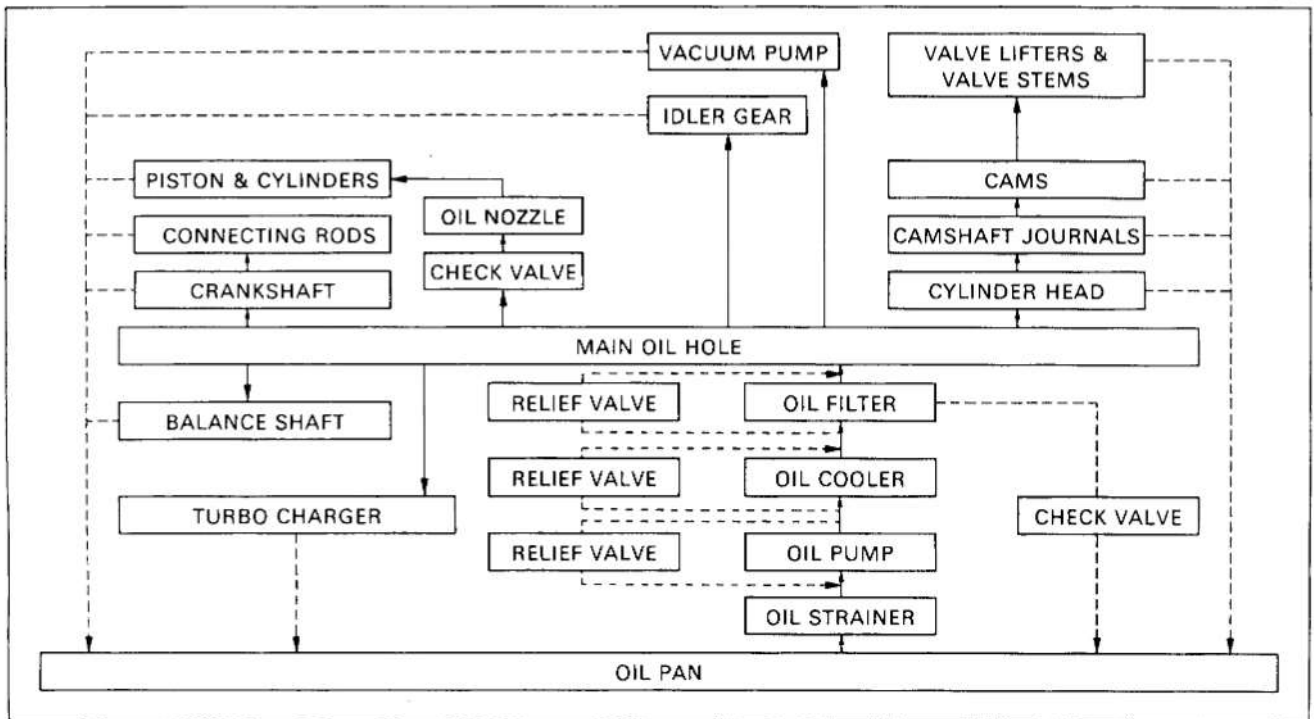 VACUUM PUMP
VALVE LIFTERS &
VALVE STEMS
IDLER GEAR
PISTON & CYLINDERS
CAMS
OIL NOZZLE
CONNECTING RODS
CAMSHAFT JOURNALS
CHECK VALVE
CRANKSHAFT
CYLINDER HEAD
MAIN OIL HOLE
RELIEF VALVE
OIL FILTER
BALANCE SHAFT
RELIEF VALVE
OIL COOLER
TURBO CHARGER
CHECK VALVE
RELIEF VALVE
OIL PUMP
OIL STRAINER
OIL PAN